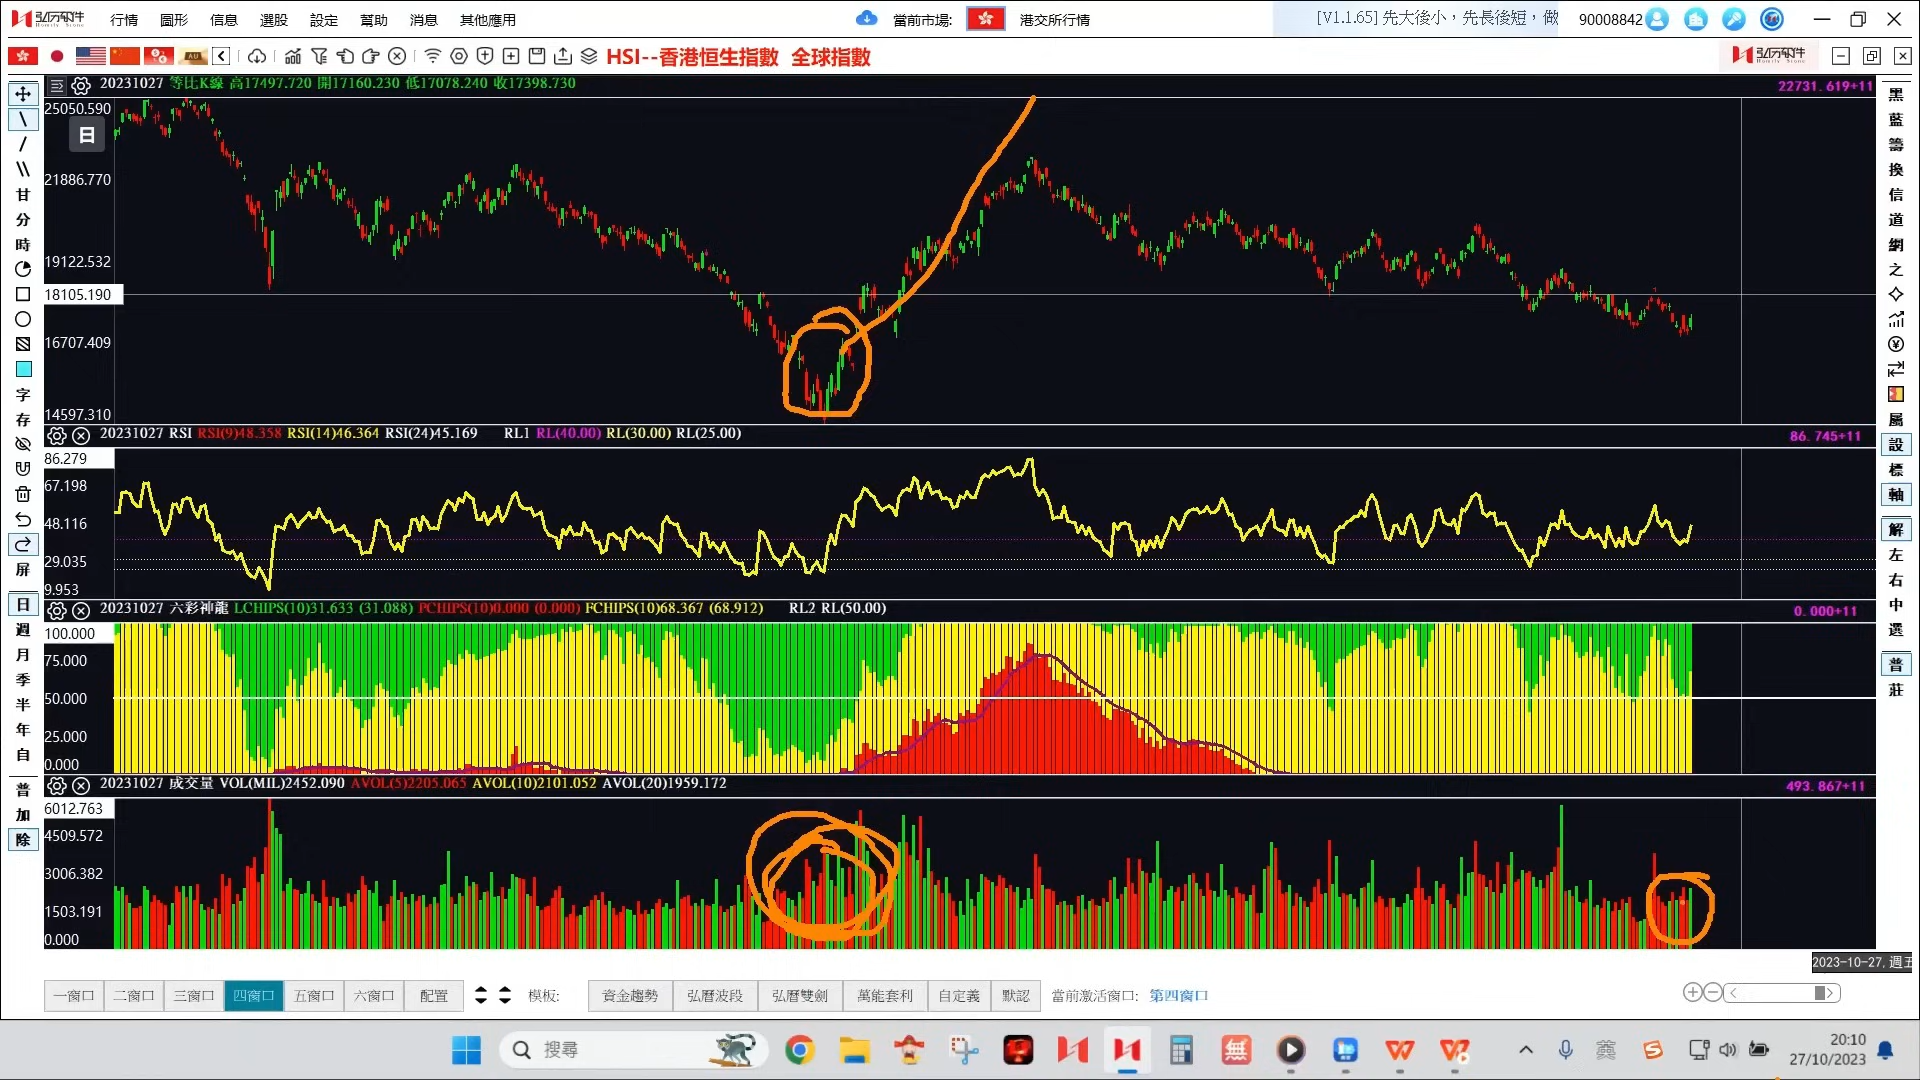 弘历软件 行情 圖形 信息 選股 設定 幫助 消息 其他應用 當前市場: 港交所行情 [V1.1.65] 先大後小，先長後短，做 90008842
HSI--香港恒生指數 全球指數 弘历软件
20231027 等比K線 高17497.720 開17160.230 低17078.240 收17398.730 22731.619+11
25050.590
日
21886.770
19122.532
18105.190
16707.409
14597.310
20231027 RSI RSI(9)48.358 RSI(14)46.364 RSI(24)45.169 RL1 RL(40.00) RL(30.00) RL(25.00) 86.745+11
86.279
67.198
48.116
29.035
9.953
20231027 六彩神龍 LCHIPS(10)31.633 (31.088) PCHIPS(10)0.000 (0.000) FCHIPS(10)68.367 (68.912) RL2 RL(50.00) 0.000+11
100.000
75.000
50.000
25.000
0.000
20231027 成交量 VOL(MIL)2452.090 AVOL(5)2205.065 AVOL(10)2101.052 AVOL(20)1959.172 493.867+11
6012.763
4509.572
3006.382
1503.191
0.000
甘
分
時
字
存
屏
日
週
月
季
半
年
自
普
加
除
黑
藍
籌
換
信
道
網
之
屬
設
標
軸
解
左
右
中
選
普
莊
2023-10-27, 週五
一窗口 二窗口 三窗口 四窗口 五窗口 六窗口 配置 模板: 資金趨勢 弘曆波段 弘曆雙劍 萬能套利 自定義 默認 當前激活窗口: 第四窗口
搜尋 無 英 20:10
27/10/2023